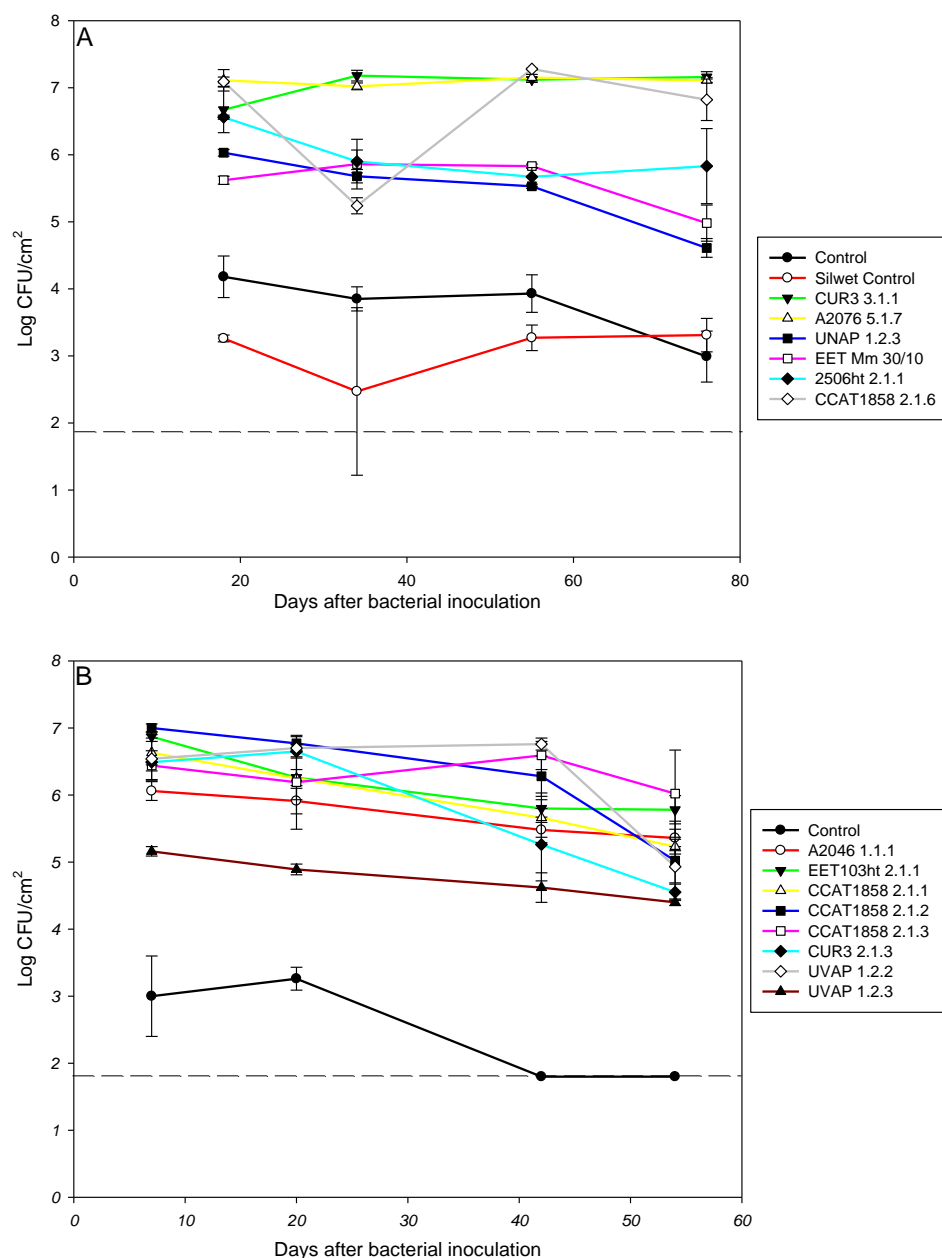 A
8
7
6
5
4
3
2
1
0
Log CFU/cm²
0 20 40 60 80
Days after bacterial inoculation
Control
Silwet Control
CUR3 3.1.1
A2076 5.1.7
UNAP 1.2.3
EET Mm 30/10
2506ht 2.1.1
CCAT1858 2.1.6
B
8
7
6
5
4
3
2
1
0
Log CFU/cm²
0 10 20 30 40 50 60
Days after bacterial inoculation
Control
A2046 1.1.1
EET103ht 2.1.1
CCAT1858 2.1.1
CCAT1858 2.1.2
CCAT1858 2.1.3
CUR3 2.1.3
UVAP 1.2.2
UVAP 1.2.3